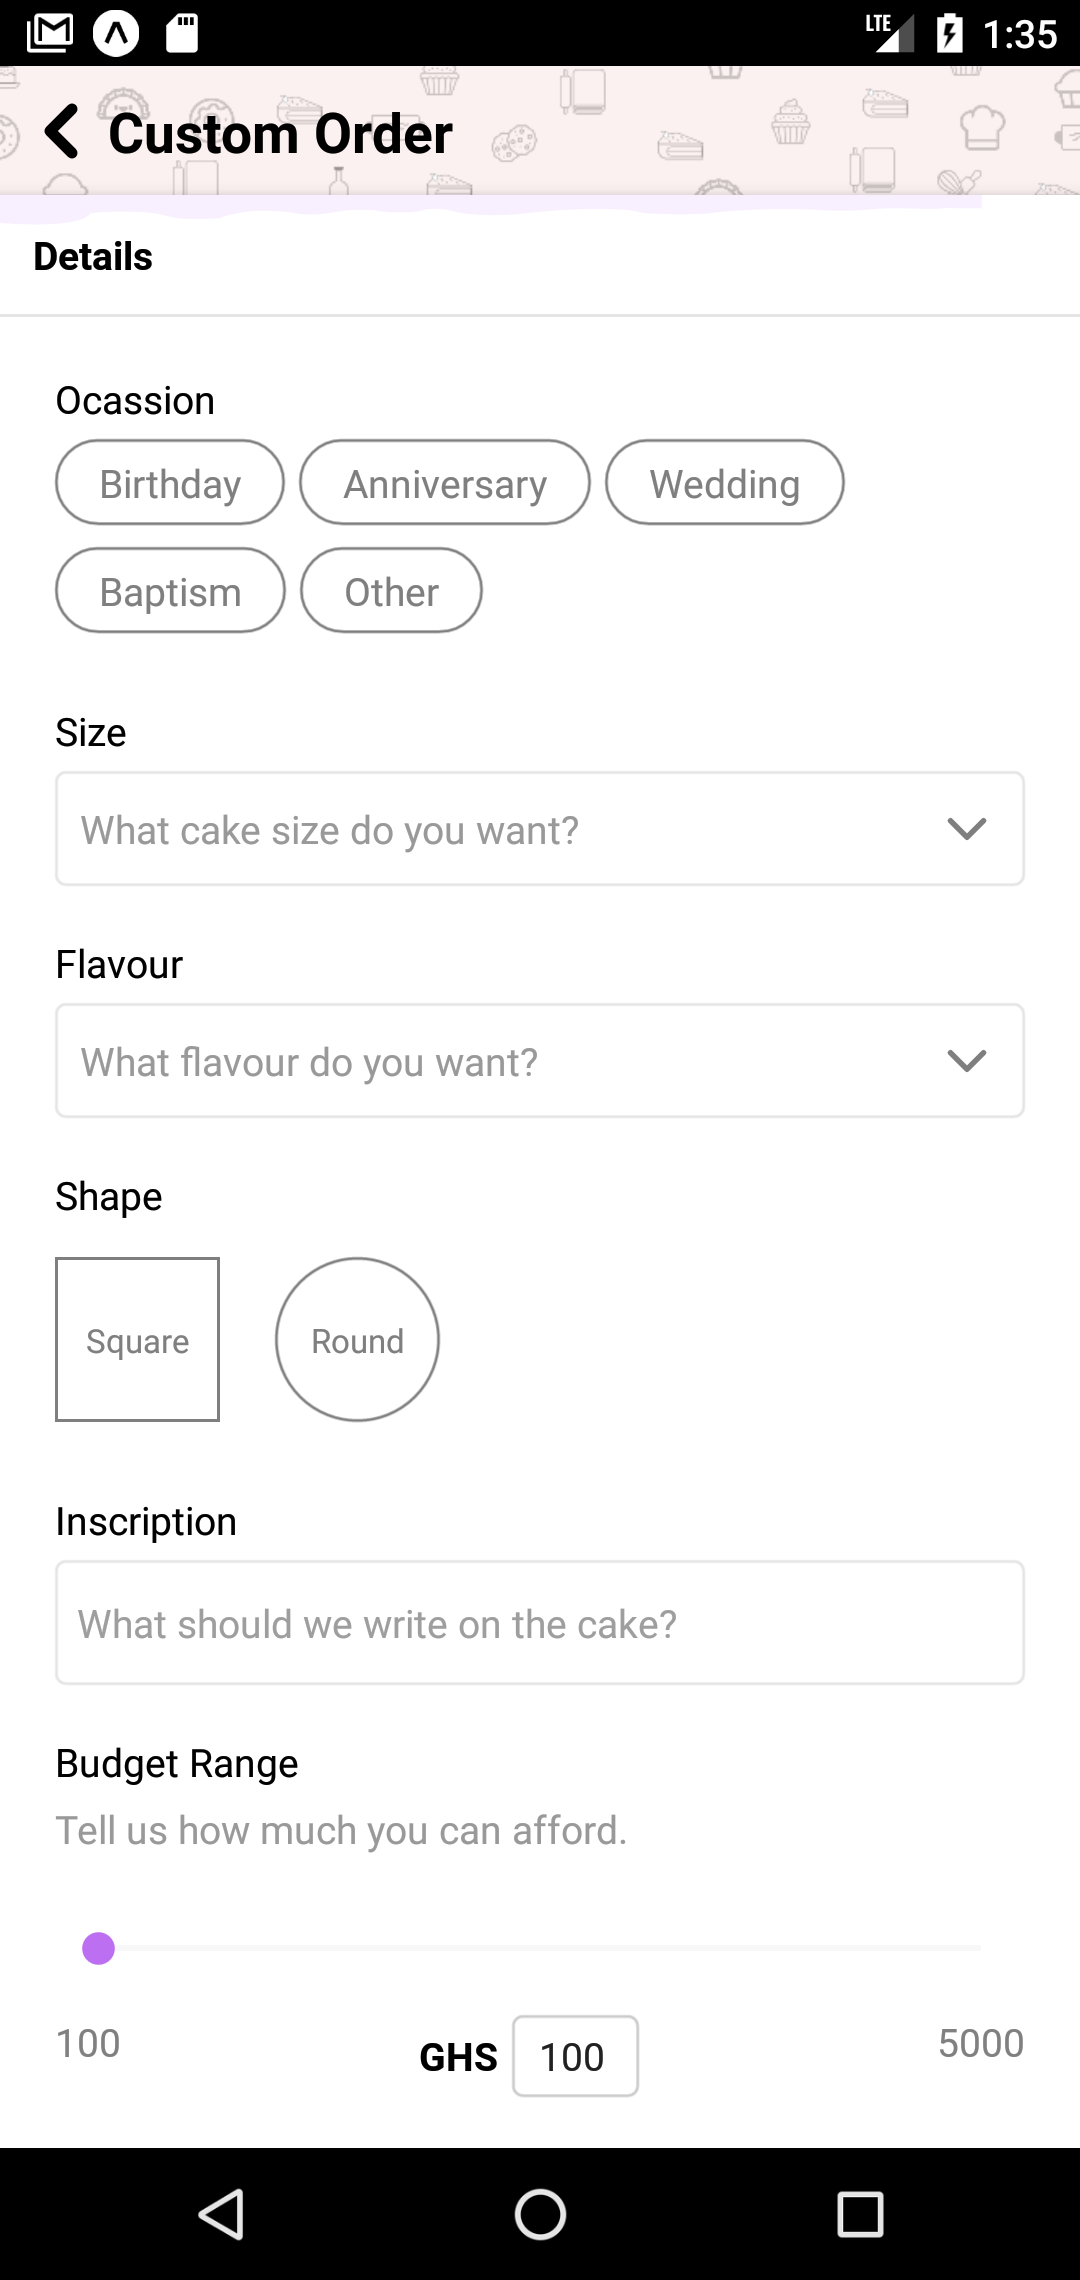 LTE 1:35
Custom Order
Details
Ocassion
Birthday Anniversary Wedding
Baptism Other
Size
What cake size do you want?
Flavour
What flavour do you want?
Shape
Square Round
Inscription
What should we write on the cake?
Budget Range
Tell us how much you can afford.
100 GHS 100 5000